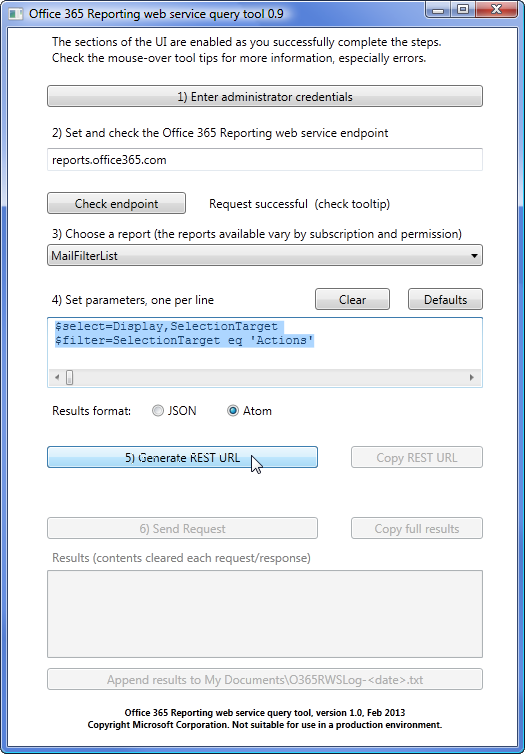 Office 365 Reporting web service query tool 0.9
The sections of the UI are enabled as you successfully complete the steps.
Check the mouse-over tool tips for more information, especially errors.
1) Enter administrator credentials
2) Set and check the Office 365 Reporting web service endpoint
reports.office365.com
Check endpoint
Request successful (check tooltip)
3) Choose a report (the reports available vary by subscription and permission)
MailFilterList
4) Set parameters, one per line
Clear
Defaults
$select=Display,SelectionTarget
$filter=SelectionTarget eq 'Actions'
Results format:
JSON
Atom
5) Generate REST URL
Copy REST URL
6) Send Request
Copy full results
Results (contents cleared each request/response)
Append results to My Documents\O365RWSLog-<date>.txt
Office 365 Reporting web service query tool, version 1.0, Feb 2013
Copyright Microsoft Corporation. Not suitable for use in a production environment.